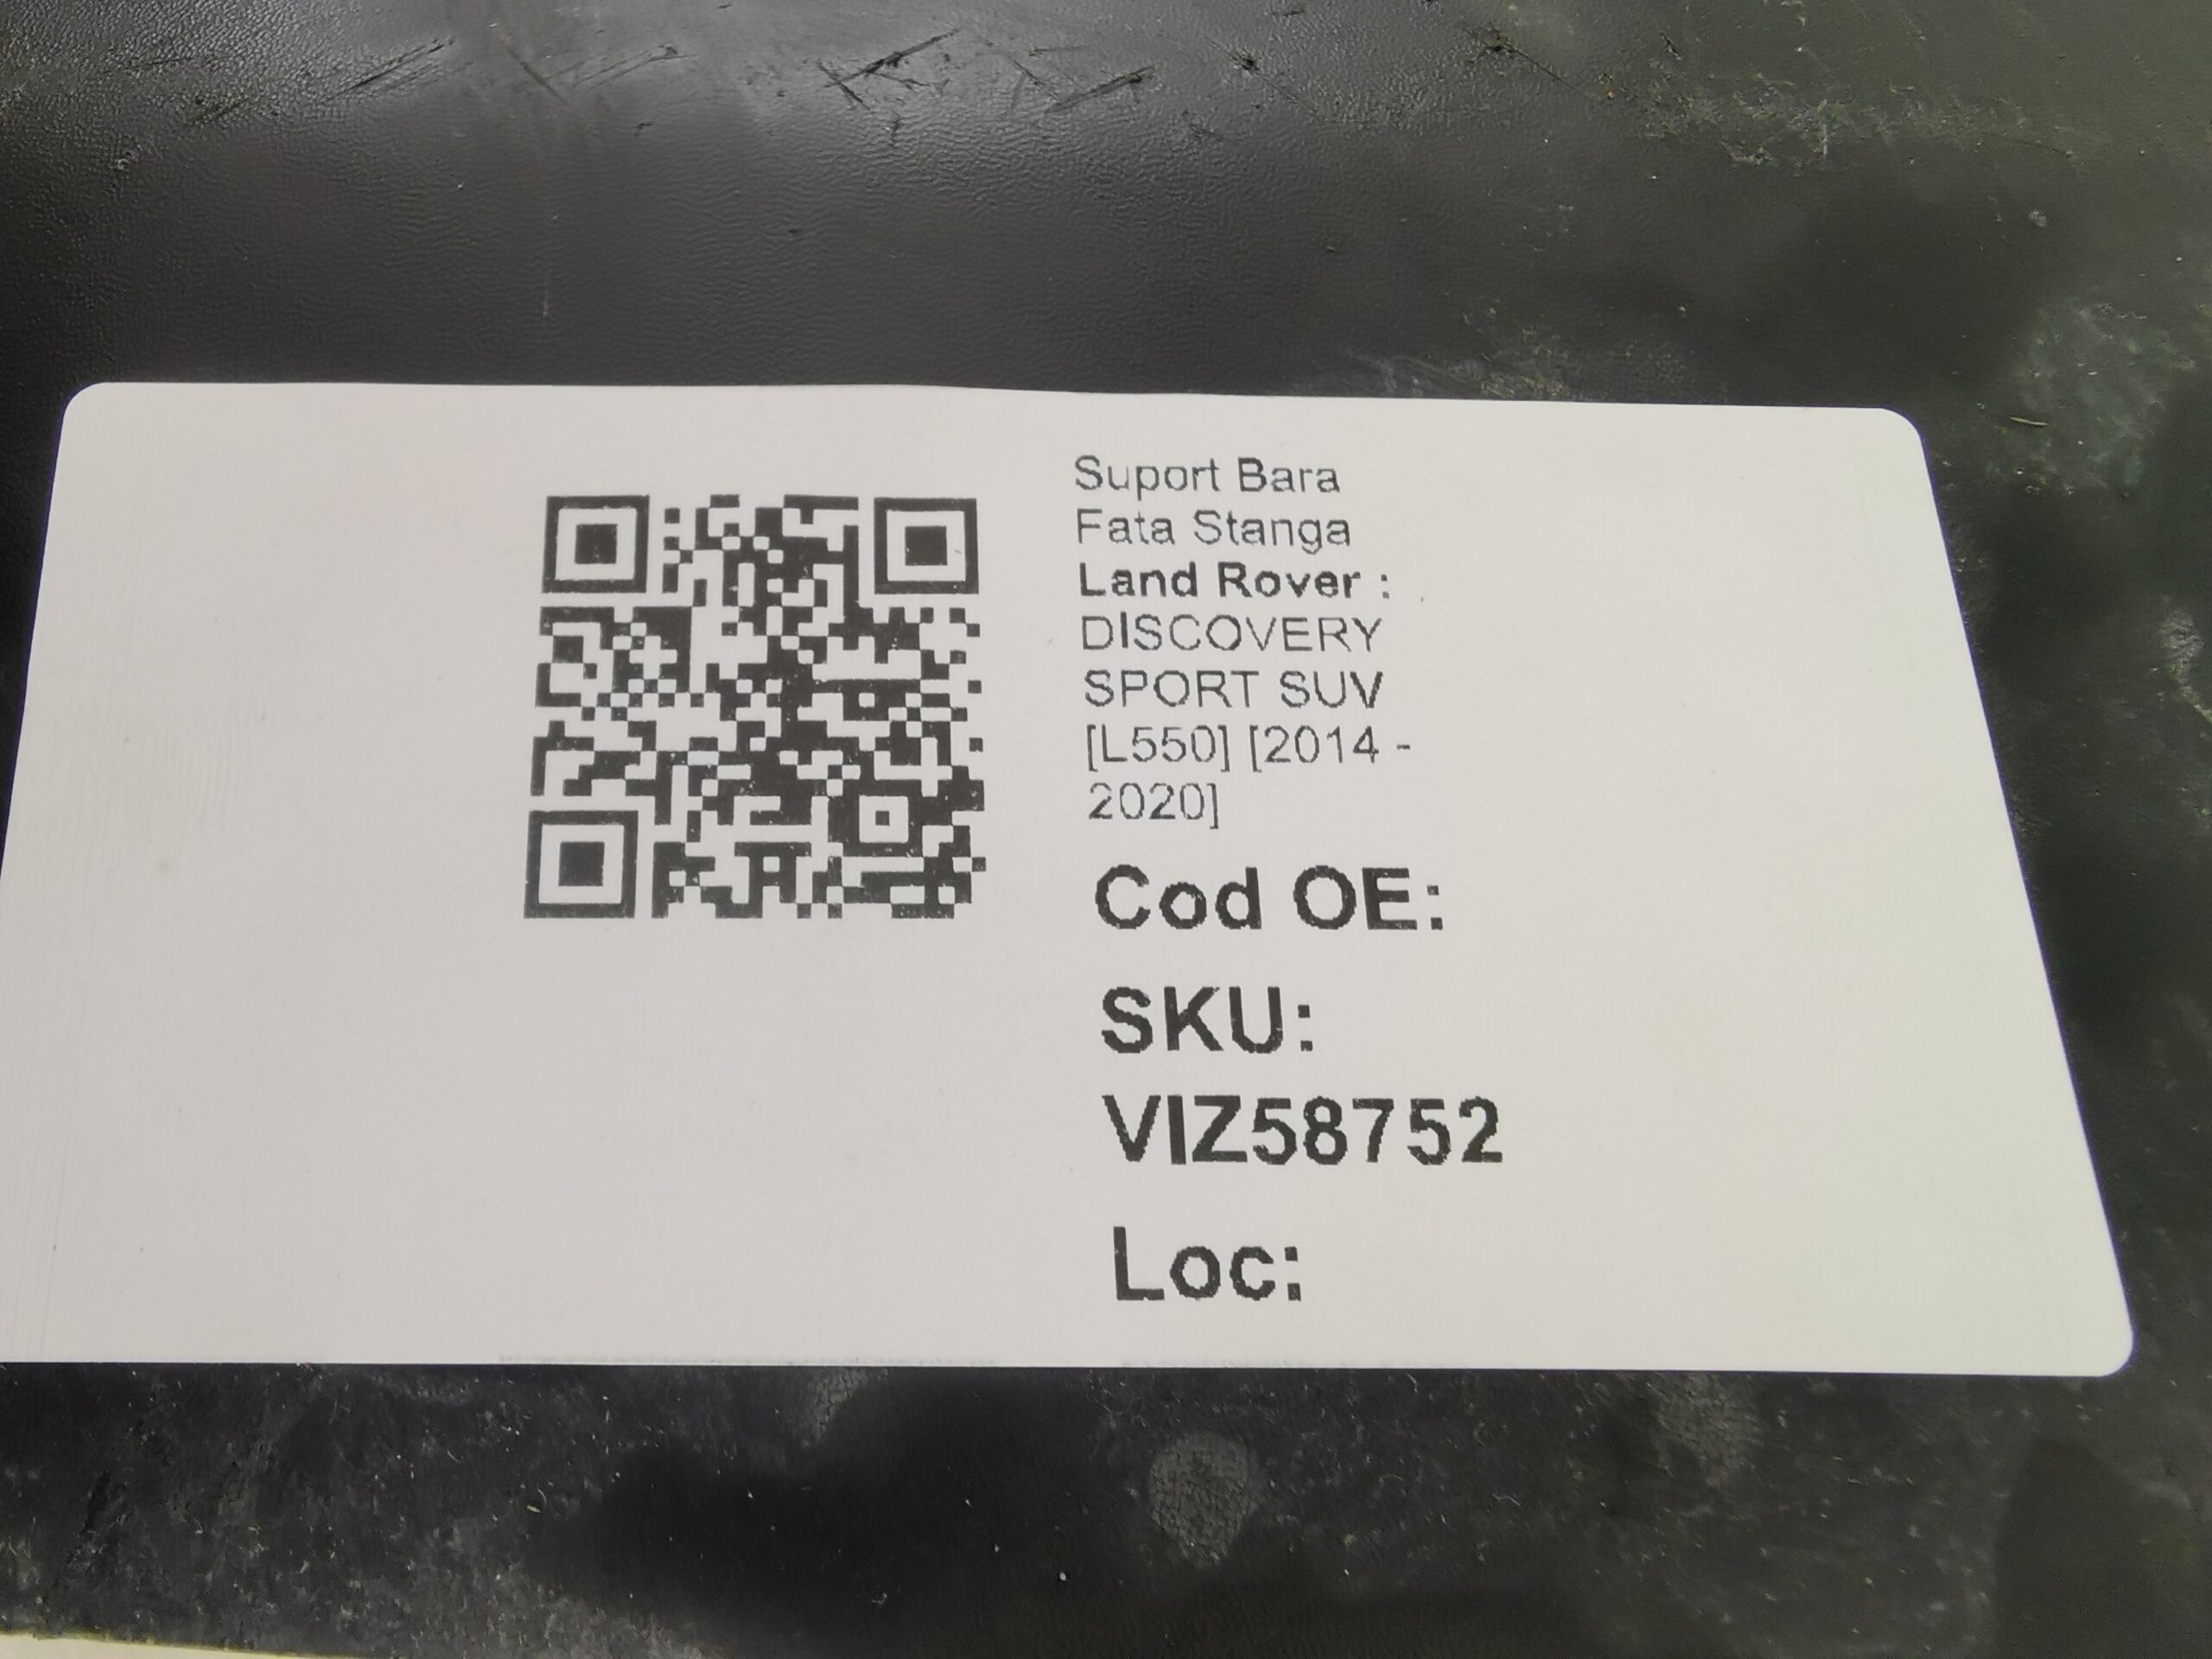 Suport Bara
Fata Stanga
Land Rover :
DISCOVERY
SPORT SUV
[L550] [2014 -
2020]
Cod OE:
SKU:
VIZ58752
Loc: